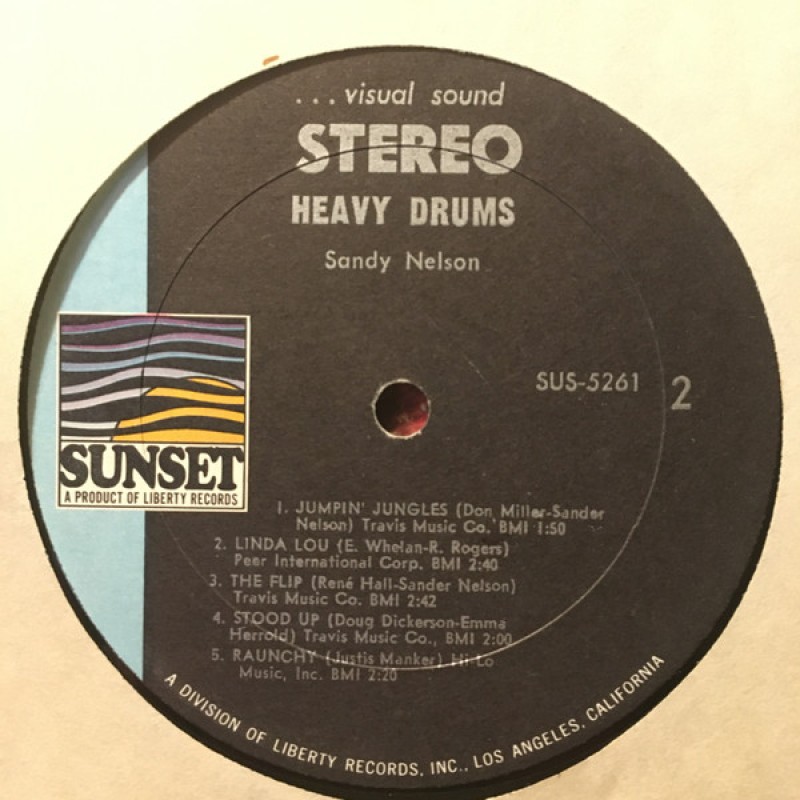 ...visual sound
STEREO
HEAVY DRUMS
Sandy Nelson
SUS-5261 2
SUNSET
A PRODUCT OF LIBERTY RECORDS
1. JUMPIN' JUNGLES (Don Miller-Sander
Nelson) Travis Music Co. BMI 1:50
2. LINDA LOU (E. Whelan-R. Rogers)
Peer International Corp. BMI 2:40
3. THE FLIP (René Hall-Sander Nelson)
Travis Music Co. BMI 2:42
4. STOOD UP (Doug Dickerson-Emma
Herrold) Travis Music Co., BMI 2:00
5. RAUNCHY (Justis Manker) Hi-Lo
Music, Inc. BMI 2:20
A DIVISION OF LIBERTY RECORDS, INC., LOS ANGELES, CALIFORNIA